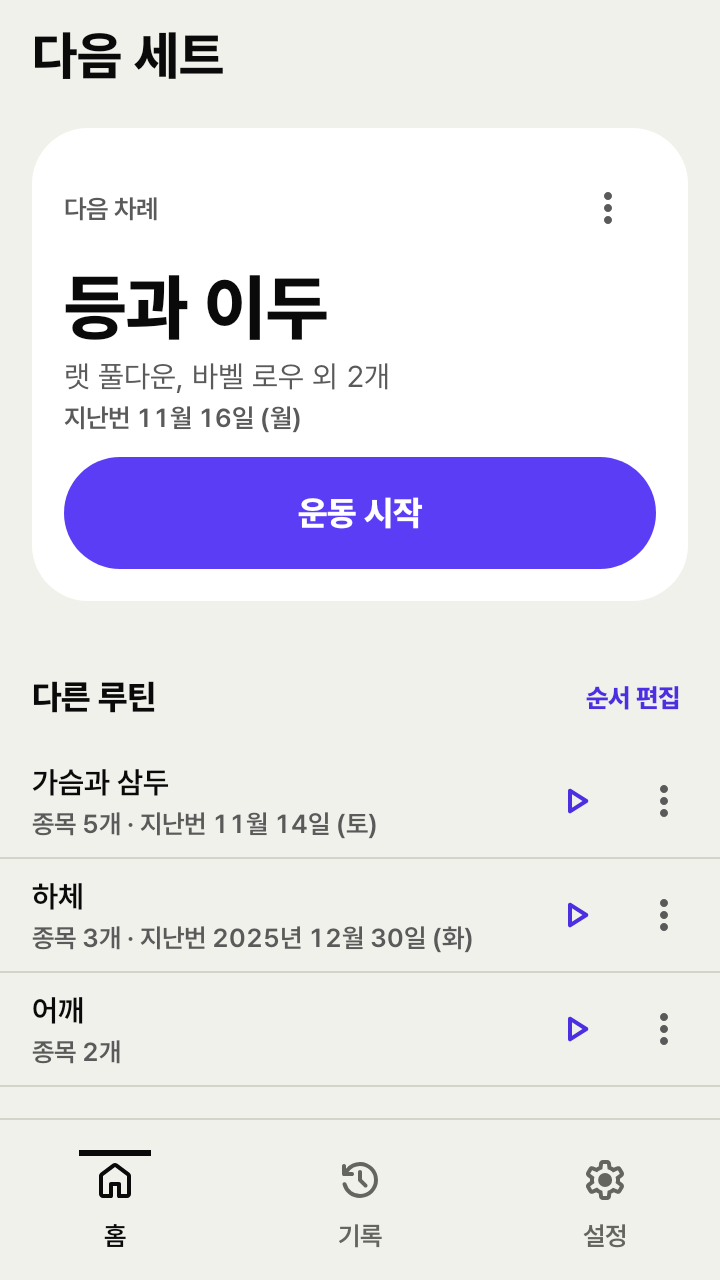 다음 세트
다음 차례
등과 이두
랫 풀다운, 바벨 로우 외 2개
지난번 11월 16일 (월)
운동 시작
다른 루틴
순서 편집
가슴과 삼두
종목 5개 · 지난번 11월 14일 (토)
하체
종목 3개 · 지난번 2025년 12월 30일 (화)
어깨
종목 2개
홈
기록
설정